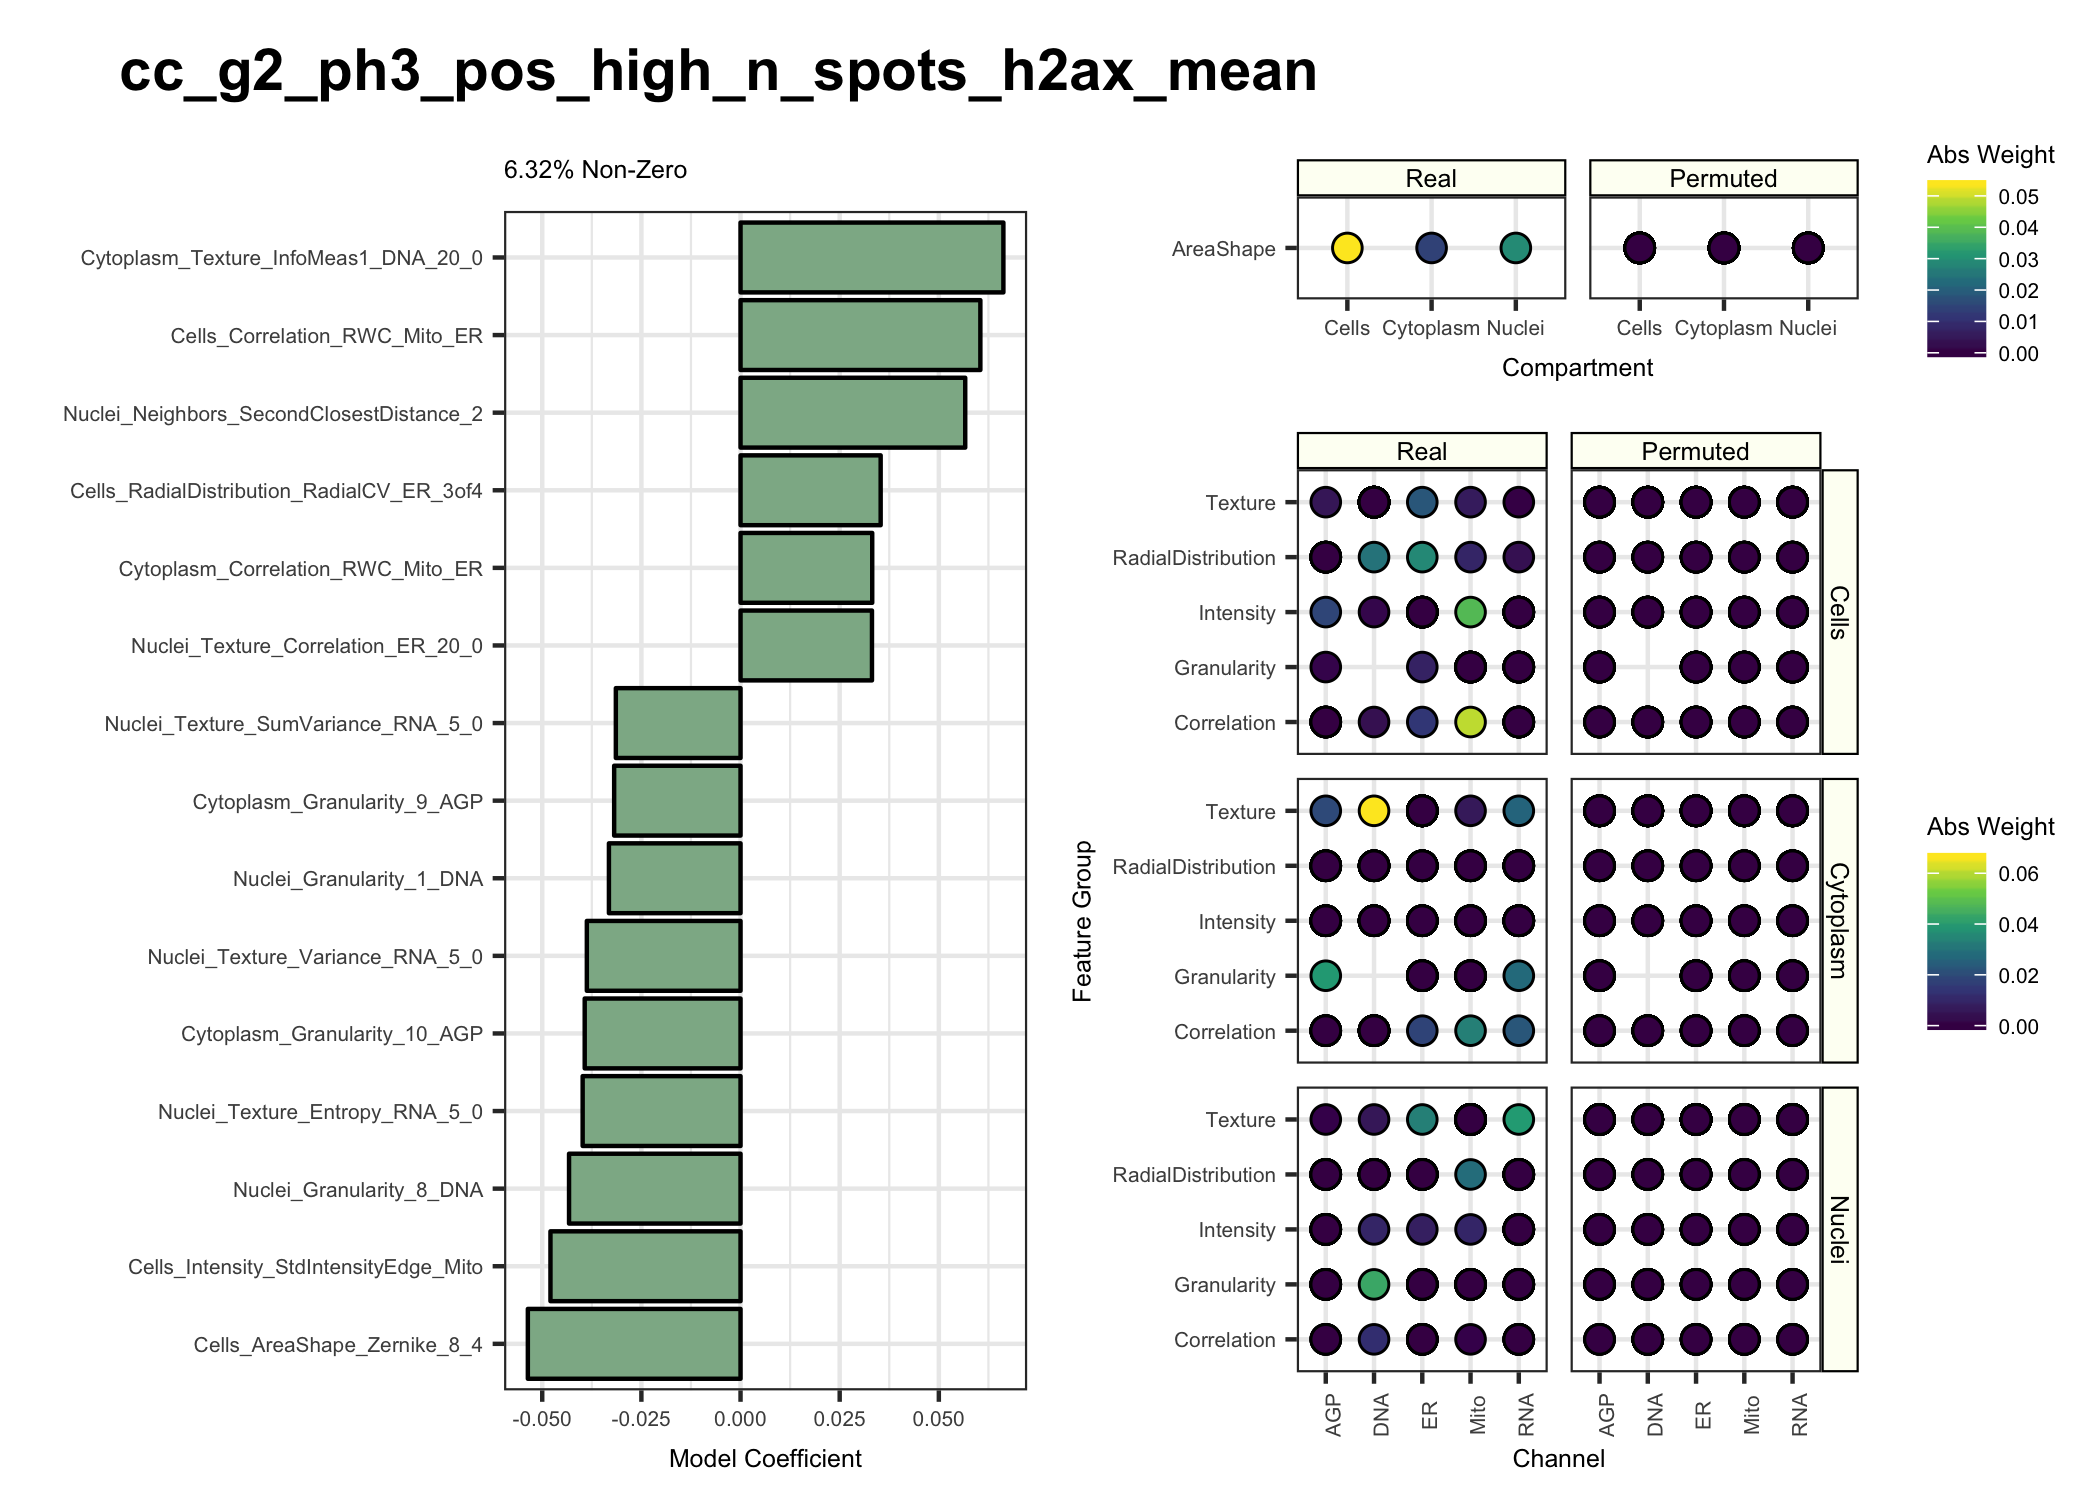 cc_g2_ph3_pos_high_n_spots_h2ax_mean
6.32% Non-Zero
Cytoplasm_Texture_InfoMeas1_DNA_20_0
Cells_Correlation_RWC_Mito_ER
Nuclei_Neighbors_SecondClosestDistance_2
Cells_RadialDistribution_RadialCV_ER_3of4
Cytoplasm_Correlation_RWC_Mito_ER
Nuclei_Texture_Correlation_ER_20_0
Nuclei_Texture_SumVariance_RNA_5_0
Cytoplasm_Granularity_9_AGP
Nuclei_Granularity_1_DNA
Nuclei_Texture_Variance_RNA_5_0
Cytoplasm_Granularity_10_AGP
Nuclei_Texture_Entropy_RNA_5_0
Nuclei_Granularity_8_DNA
Cells_Intensity_StdIntensityEdge_Mito
Cells_AreaShape_Zernike_8_4
-0.050 -0.025 0.000 0.025 0.050
Model Coefficient
Real Permuted
AreaShape
Cells Cytoplasm Nuclei Cells Cytoplasm Nuclei
Compartment
Abs Weight
0.05
0.04
0.03
0.02
0.01
0.00
Feature Group
Real Permuted
Texture
RadialDistribution
Intensity
Granularity
Correlation
Cells
Texture
RadialDistribution
Intensity
Granularity
Correlation
Cytoplasm
Texture
RadialDistribution
Intensity
Granularity
Correlation
Nuclei
AGP DNA ER Mito RNA AGP DNA ER Mito RNA
Channel
Abs Weight
0.06
0.04
0.02
0.00